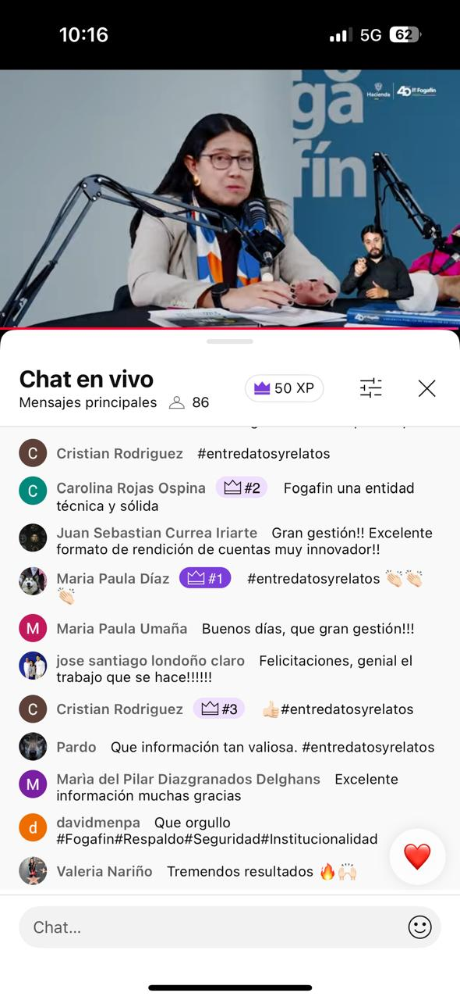 10:16
5G
62
ga
fín
Hacienda
40 Fogafín
40 Fogafín
Chat en vivo
50 XP
Mensajes principales 86
C Cristian Rodriguez #entredatosyrelatos
C Carolina Rojas Ospina #2 Fogafin una entidad
técnica y sólida
Juan Sebastian Currea Iriarte Gran gestión!! Excelente
formato de rendición de cuentas muy innovador!!
Maria Paula Díaz #1 #entredatosyrelatos 👏🏻👏🏻
👏🏻
M Maria Paula Umaña Buenos días, que gran gestión!!!
jose santiago londoño claro Felicitaciones, genial el
trabajo que se hace!!!!!!
C Cristian Rodriguez #3 👍🏻#entredatosyrelatos
Pardo Que información tan valiosa. #entredatosyrelatos
M Marìa del Pilar Diazgranados Delghans Excelente
información muchas gracias
d davidmenpa Que orgullo
#Fogafin#Respaldo#Seguridad#Institucionalidad
Valeria Nariño Tremendos resultados 🔥🙌🏻
Chat...